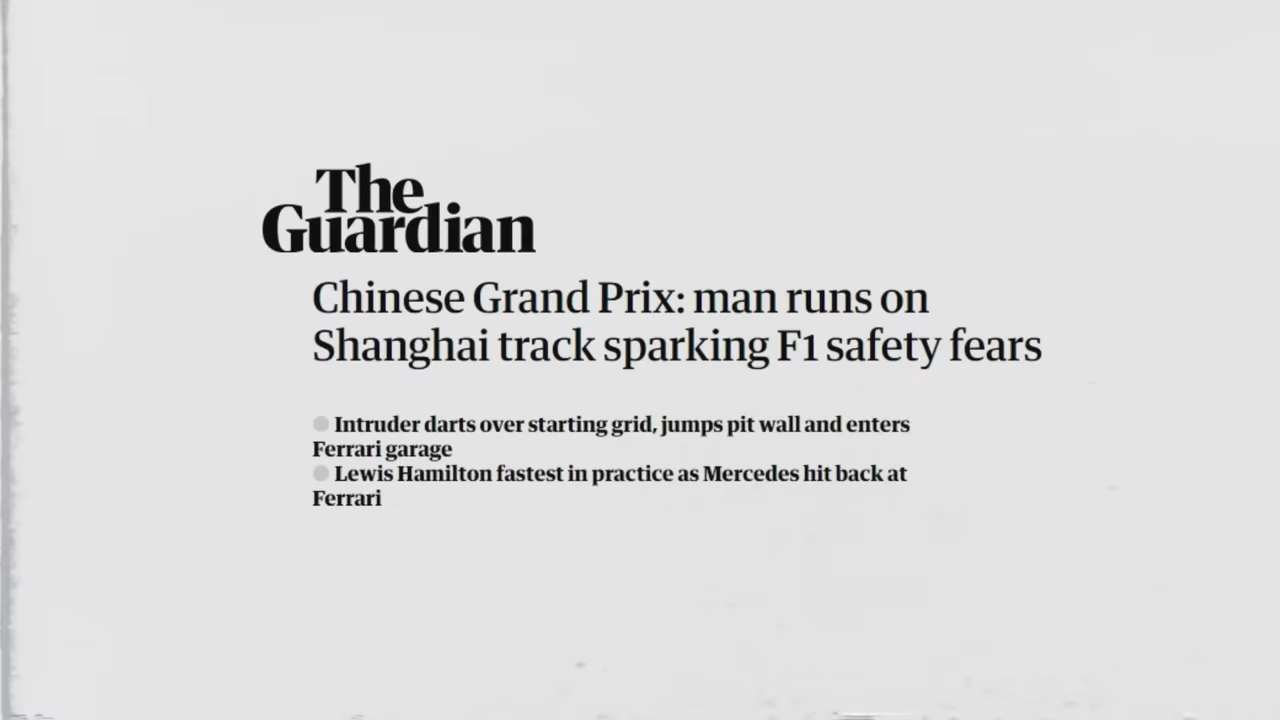 The
Guardian
Chinese Grand Prix: man runs on
Shanghai track sparking F1 safety fears
Intruder darts over starting grid, jumps pit wall and enters
Ferrari garage
Lewis Hamilton fastest in practice as Mercedes hit back at
Ferrari